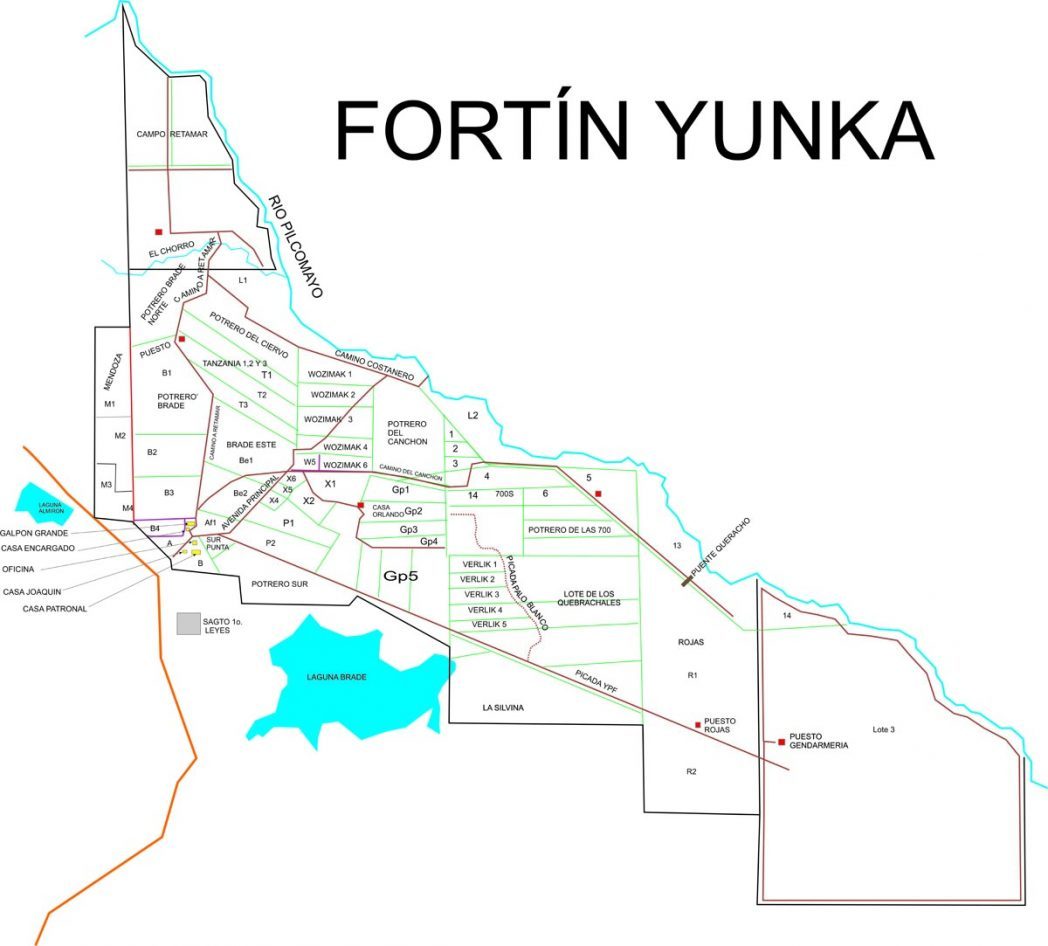 FORTÍN YUNKA
CAMPO RETAMAR
RIO PILCOMAYO
EL CHORRO
CAMINO A RETAMAR
POTRERO BRADE
NORTE
L1
POTRERO DEL CIERVO
CAMINO COSTANERO
PUESTO
MENDOZA
B1
TANZANIA 1,2 Y 3
T1
T2
T3
WOZIMAK 1
WOZIMAK 2
WOZIMAK 3
WOZIMAK 4
W5
WOZIMAK 6
M1
POTRERO'
BRADE
CAMINO A RETAMAR
L2
POTRERO
DEL
CANCHON
1
2
3
M2
B2
BRADE ESTE
Be1
CAMINO DEL CANCHON
4
5
M3
B3
Be2
AVENIDA PRINCIPAL
X6
X5
X4
X1
X2
Gp1
14
700S
6
LAGUNA
ALMIRON
M4
B4
Af1
P1
CASA
ORLANDO
Gp2
Gp3
Gp4
POTRERO DE LAS 700
GALPON GRANDE
CASA ENCARGADO
A
SUR
PUNTA
P2
13
PUENTE QUERACHO
OFICINA
B
Gp5
PICADA PALO BLANCO
VERLIK 1
VERLIK 2
VERLIK 3
VERLIK 4
VERLIK 5
LOTE DE LOS
QUEBRACHALES
CASA JOAQUIN
CASA PATRONAL
POTRERO SUR
SAGTO 1o.
LEYES
14
ROJAS
R1
LAGUNA BRADE
PICADA YPF
LA SILVINA
PUESTO
ROJAS
PUESTO
GENDARMERIA
Lote 3
R2